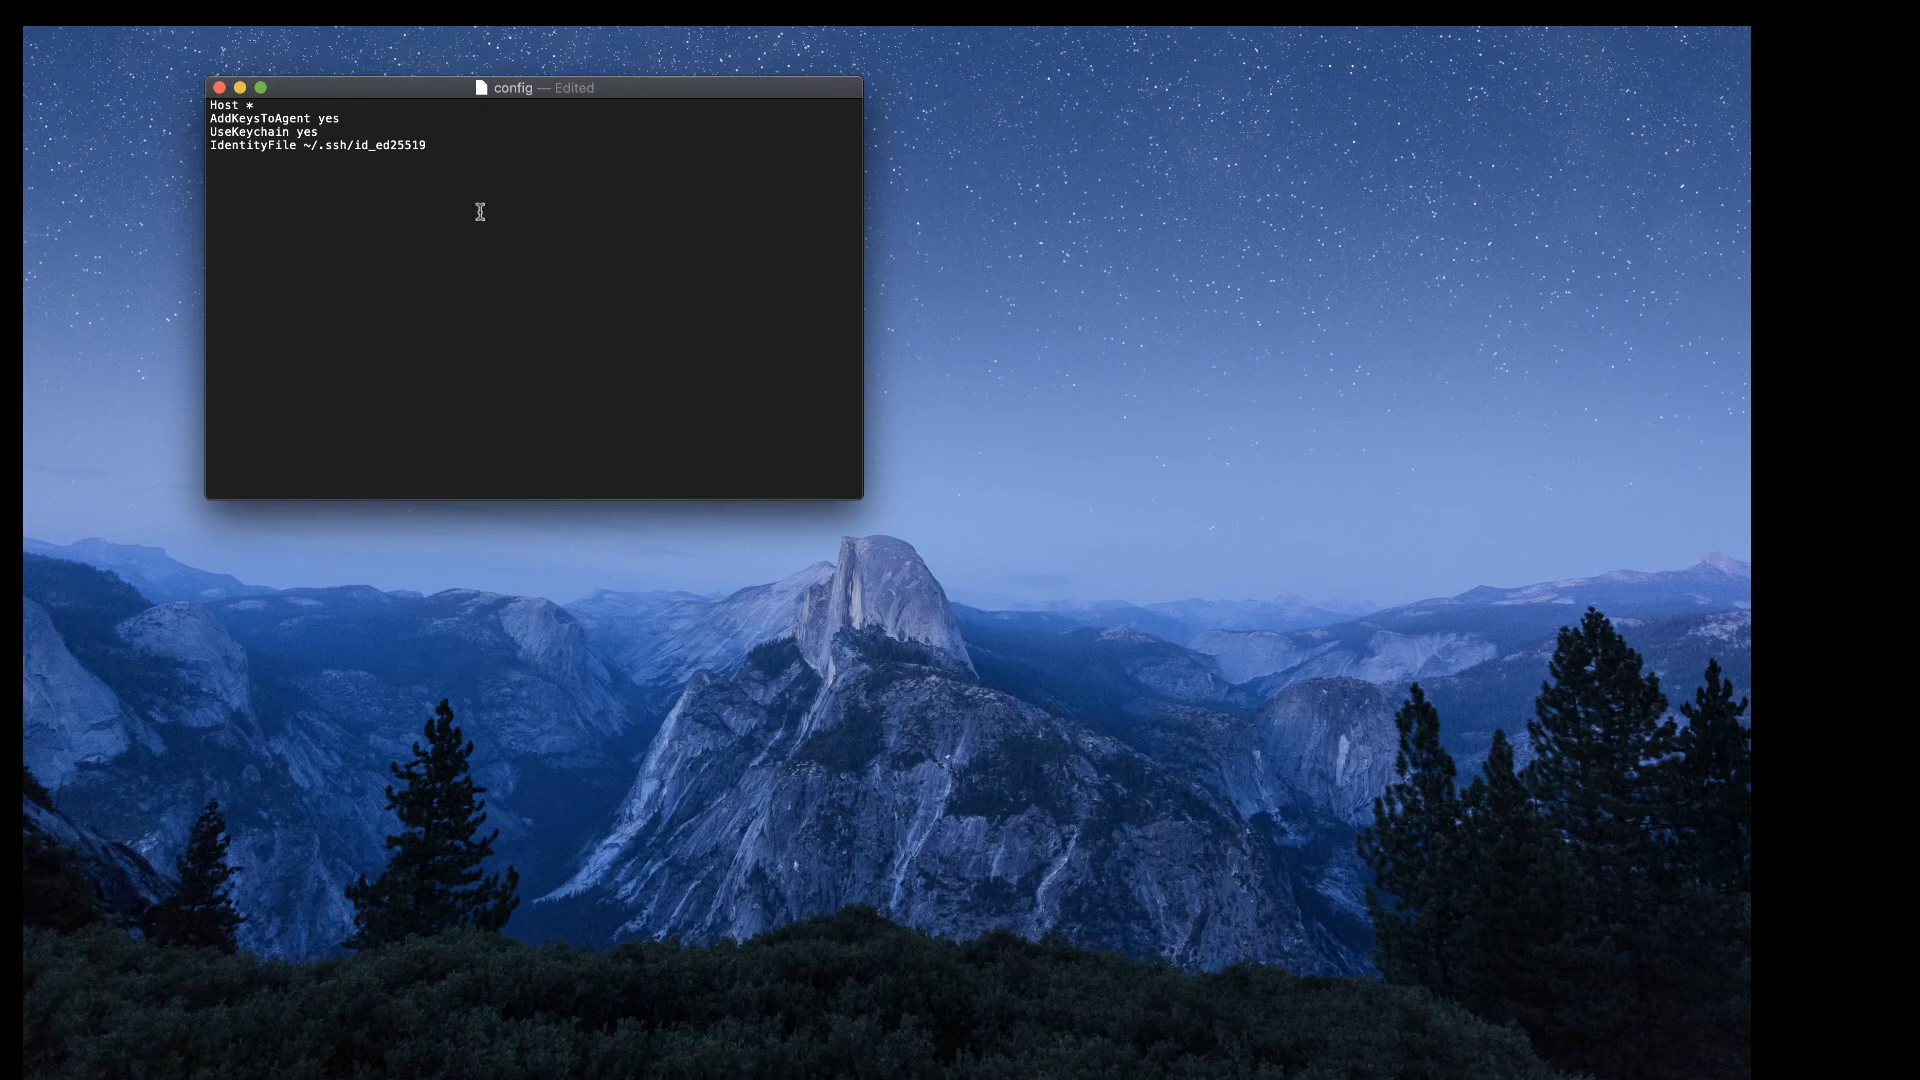 config — Edited
Host *
AddKeysToAgent yes
UseKeychain yes
IdentityFile ~/.ssh/id_ed25519